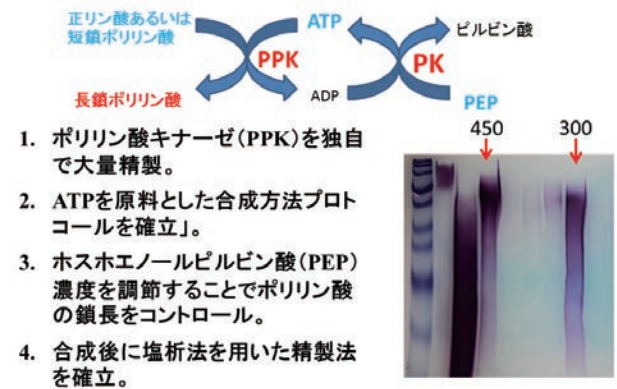 正リン酸あるいは
短鎖ポリリン酸
ATP
ピルビン酸
PPK
PK
長鎖ポリリン酸
ADP
PEP
450
300
1. ポリリン酸キナーゼ(PPK)を独自
で大量精製。
2. ATPを原料とした合成方法プロト
コールを確立」。
3. ホスホエノールピルビン酸(PEP)
濃度を調節することでポリリン酸
の鎖長をコントロール。
4. 合成後に塩析法を用いた精製法
を確立。